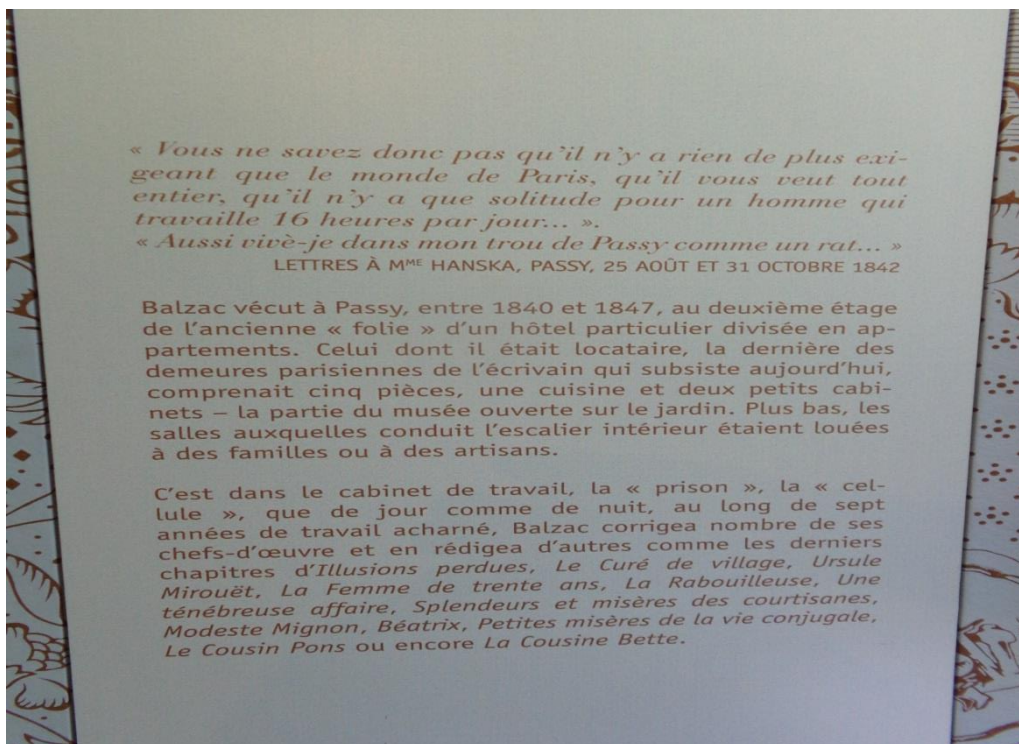 « Vous ne savez donc pas qu'il n'y a rien de plus exi-
geant que le monde de Paris, qu'il vous veut tout
entier, qu'il n'y a que solitude pour un homme qui
travaille 16 heures par jour... ».
« Aussi vivè-je dans mon trou de Passy comme un rat... »
LETTRES À MME HANSKA, PASSY, 25 AOÛT ET 31 OCTOBRE 1842
Balzac vécut à Passy, entre 1840 et 1847, au deuxième étage
de l'ancienne « folie » d'un hôtel particulier divisée en ap-
partements. Celui dont il était locataire, la dernière des
demeures parisiennes de l'écrivain qui subsiste aujourd'hui,
comprenait cinq pièces, une cuisine et deux petits cabi-
nets – la partie du musée ouverte sur le jardin. Plus bas, les
salles auxquelles conduit l'escalier intérieur étaient louées
à des familles ou à des artisans.
C'est dans le cabinet de travail, la « prison », la « cel-
lule », que de jour comme de nuit, au long de sept
années de travail acharné, Balzac corrigea nombre de ses
chefs-d'œuvre et en rédigea d'autres comme les derniers
chapitres d'Illusions perdues, Le Curé de village, Ursule
Mirouët, La Femme de trente ans, La Rabouilleuse, Une
ténébreuse affaire, Splendeurs et misères des courtisanes,
Modeste Mignon, Béatrix, Petites misères de la vie conjugale,
Le Cousin Pons ou encore La Cousine Bette.